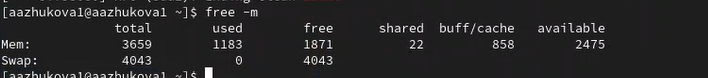 [aazhukova1@aazhukova1 ~]$ free -m
total used free shared buff/cache available
Mem: 3659 1183 1871 22 858 2475
Swap: 4043 0 4043
[aazhukova1@aazhukova1 ~]$